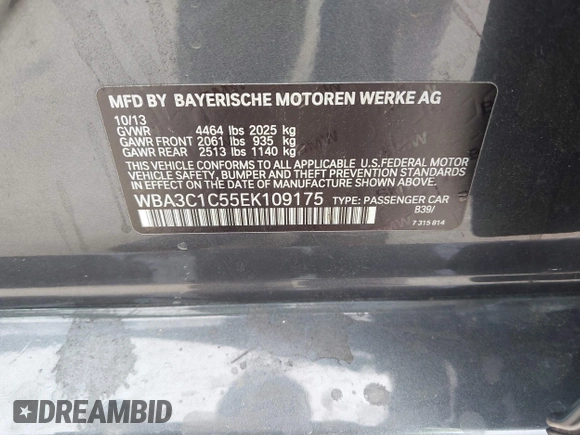 MFD BY BAYERISCHE MOTOREN WERKE AG
10/13
GVWR 4464 lbs 2025 kg
GAWR FRONT 2061 lbs 935 kg
GAWR REAR 2513 lbs 1140 kg
THIS VEHICLE CONFORMS TO ALL APPLICABLE U.S.FEDERAL MOTOR
VEHICLE SAFETY, BUMPER AND THEFT PREVENTION STANDARDS
IN EFFECT ON THE DATE OF MANUFACTURE SHOWN ABOVE.
WBA3C1C55EK109175 TYPE: PASSENGER CAR
B39/
7 315 814
DREAMBID